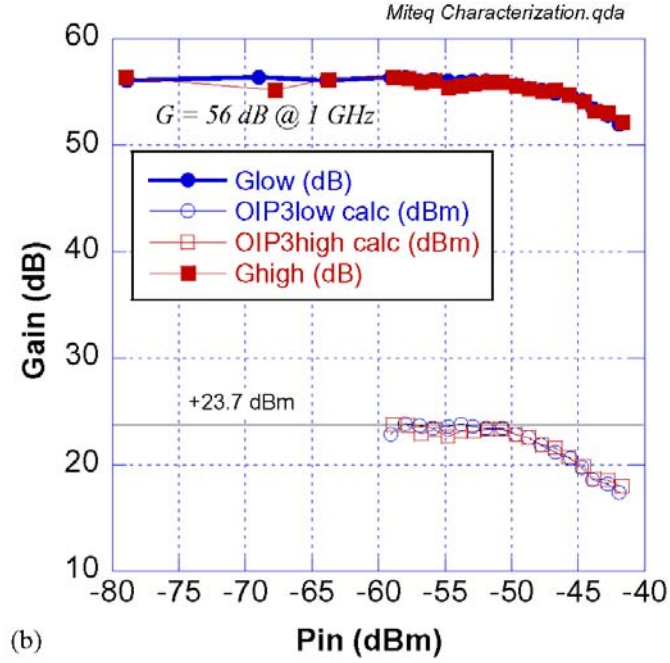 Miteq Characterization.qda
60
50
40
30
20
10
Gain (dB)
G = 56 dB @ 1 GHz
Glow (dB)
OIP3low calc (dBm)
OIP3high calc (dBm)
Ghigh (dB)
+23.7 dBm
-80 -75 -70 -65 -60 -55 -50 -45 -40
(b)
Pin (dBm)